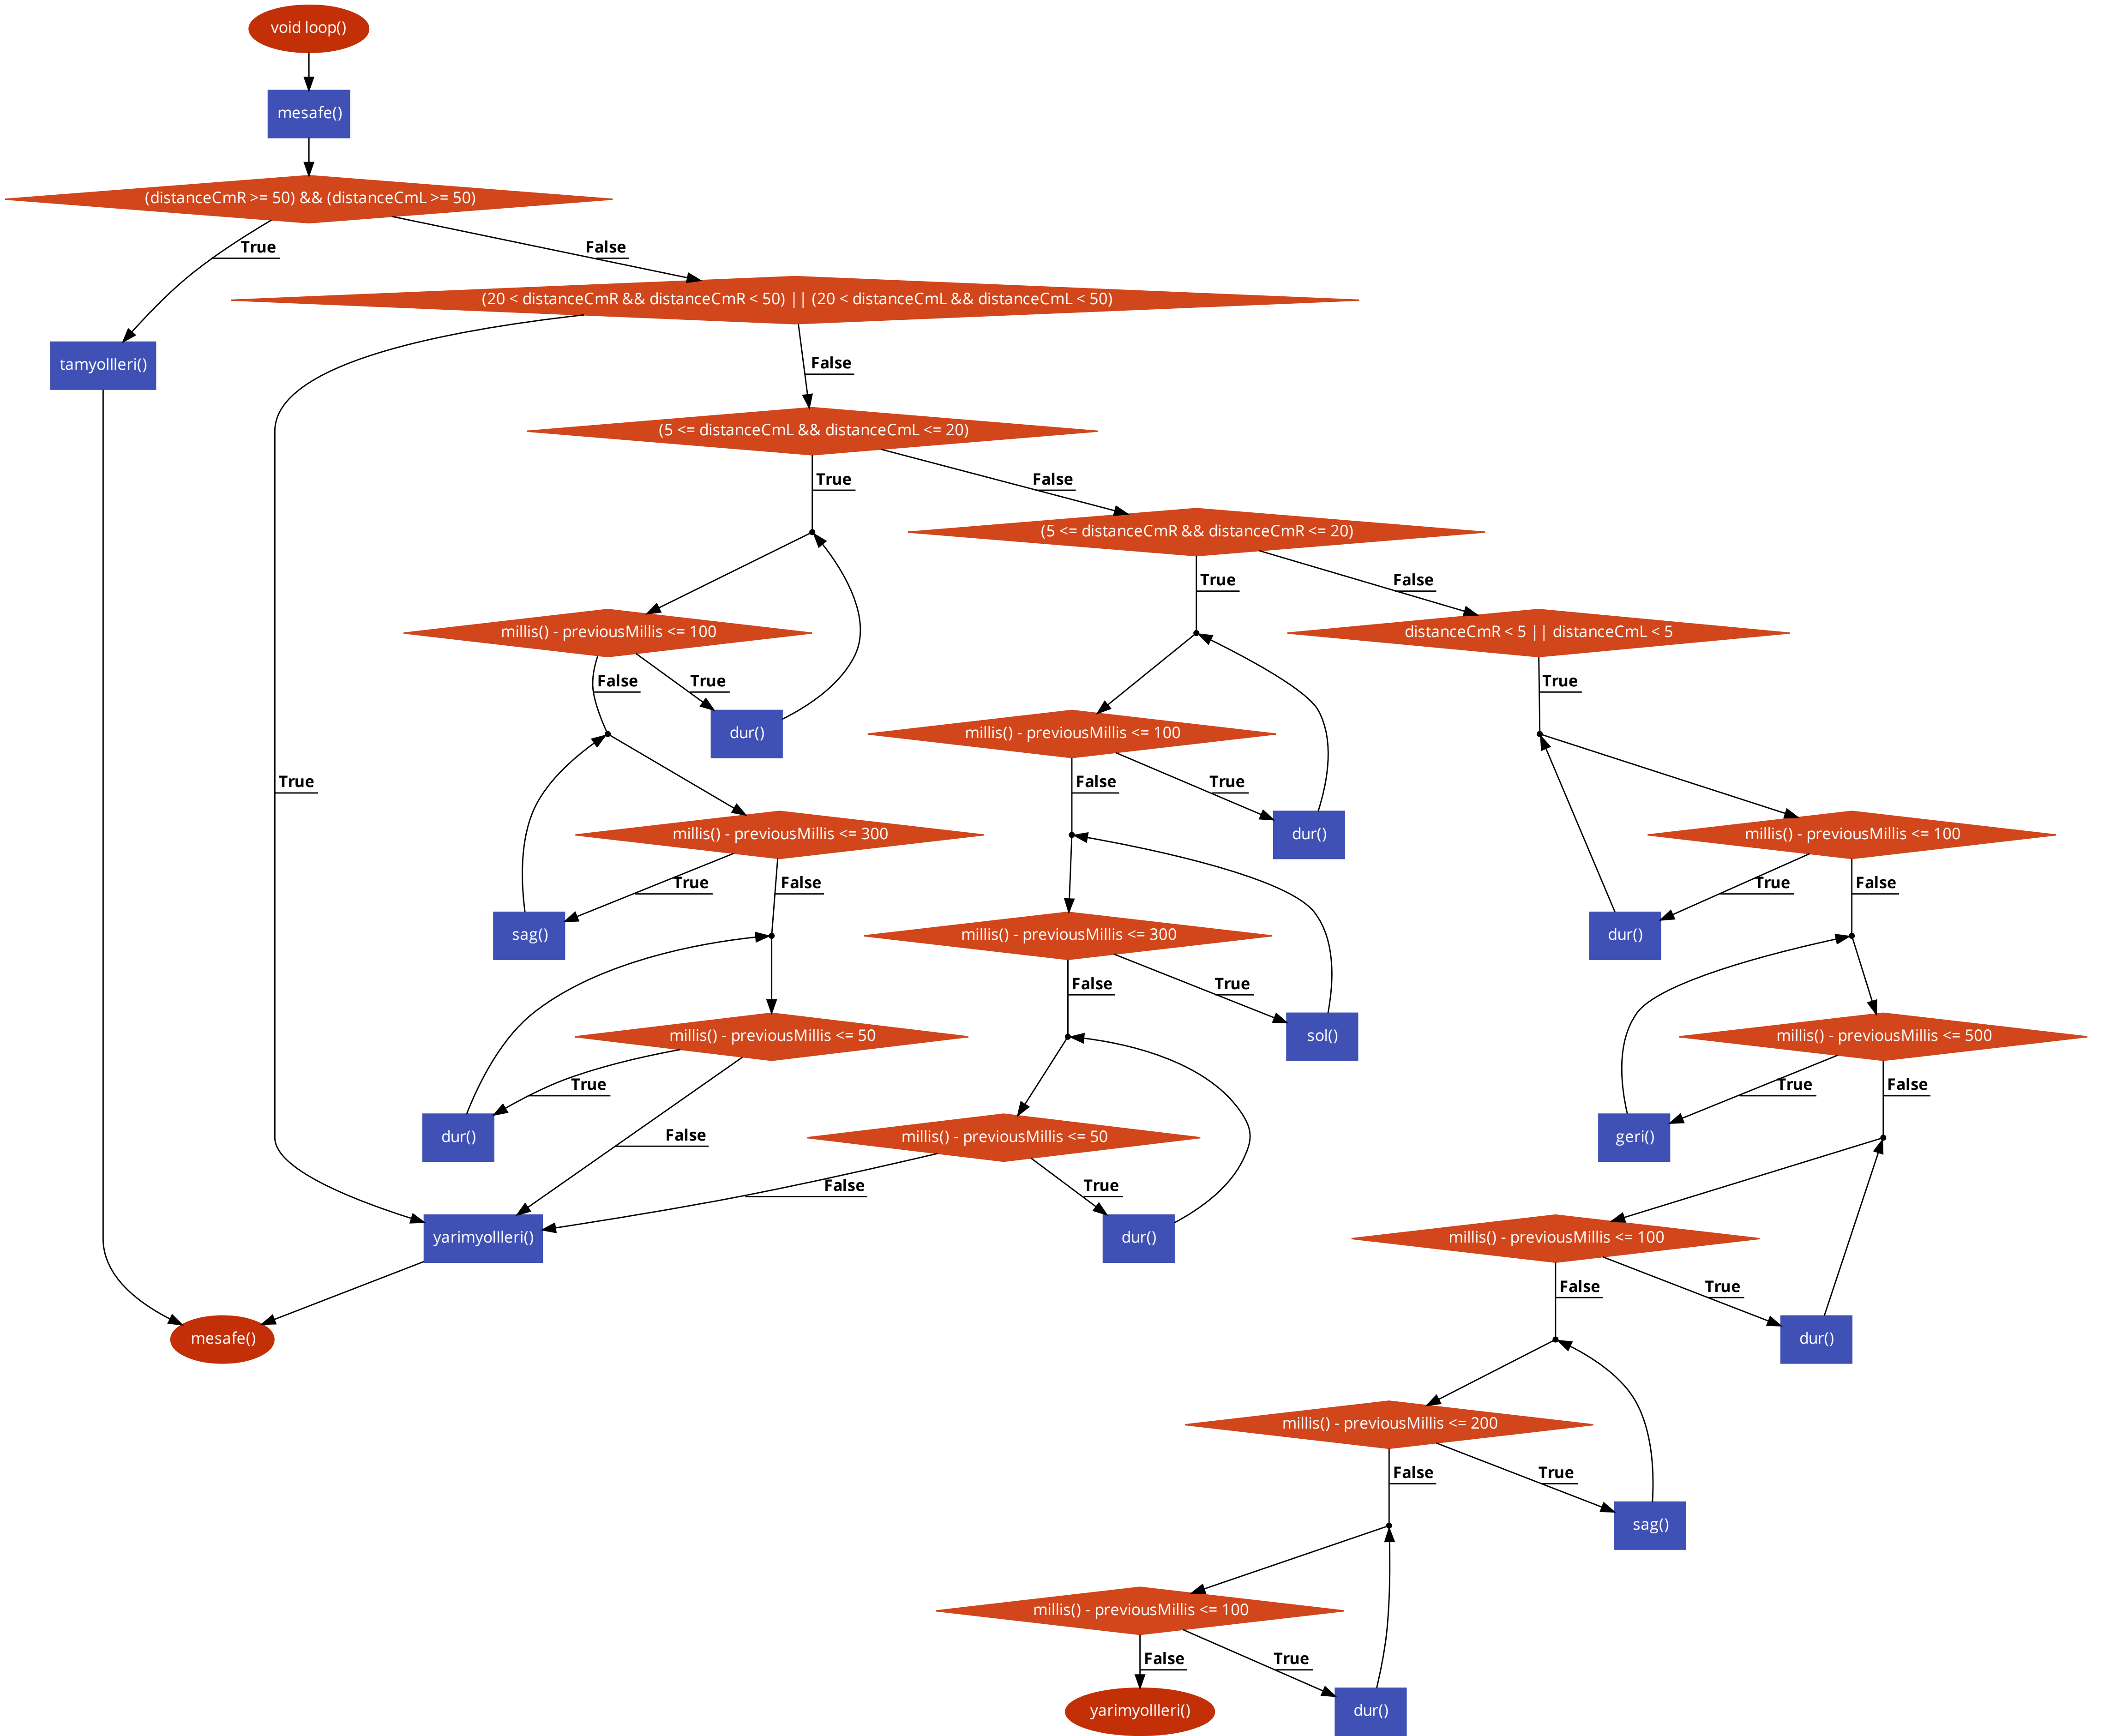 void loop()
mesafe()
(distanceCmR >= 50) && (distanceCmL >= 50)
True
False
(20 < distanceCmR && distanceCmR < 50) || (20 < distanceCmL && distanceCmL < 50)
tamyolIleri()
False
(5 <= distanceCmL && distanceCmL <= 20)
True
False
(5 <= distanceCmR && distanceCmR <= 20)
True
False
millis() - previousMillis <= 100
distanceCmR < 5 || distanceCmL < 5
False
True
True
dur()
millis() - previousMillis <= 100
True
False
True
millis() - previousMillis <= 300
dur()
millis() - previousMillis <= 100
True
False
True
False
sag()
millis() - previousMillis <= 300
dur()
False
True
millis() - previousMillis <= 50
sol()
millis() - previousMillis <= 500
True
True
False
dur()
False
millis() - previousMillis <= 50
geri()
False
True
yarimyolIleri()
dur()
millis() - previousMillis <= 100
False
True
mesafe()
dur()
millis() - previousMillis <= 200
False
True
sag()
millis() - previousMillis <= 100
False
True
yarimyolIleri()
dur()